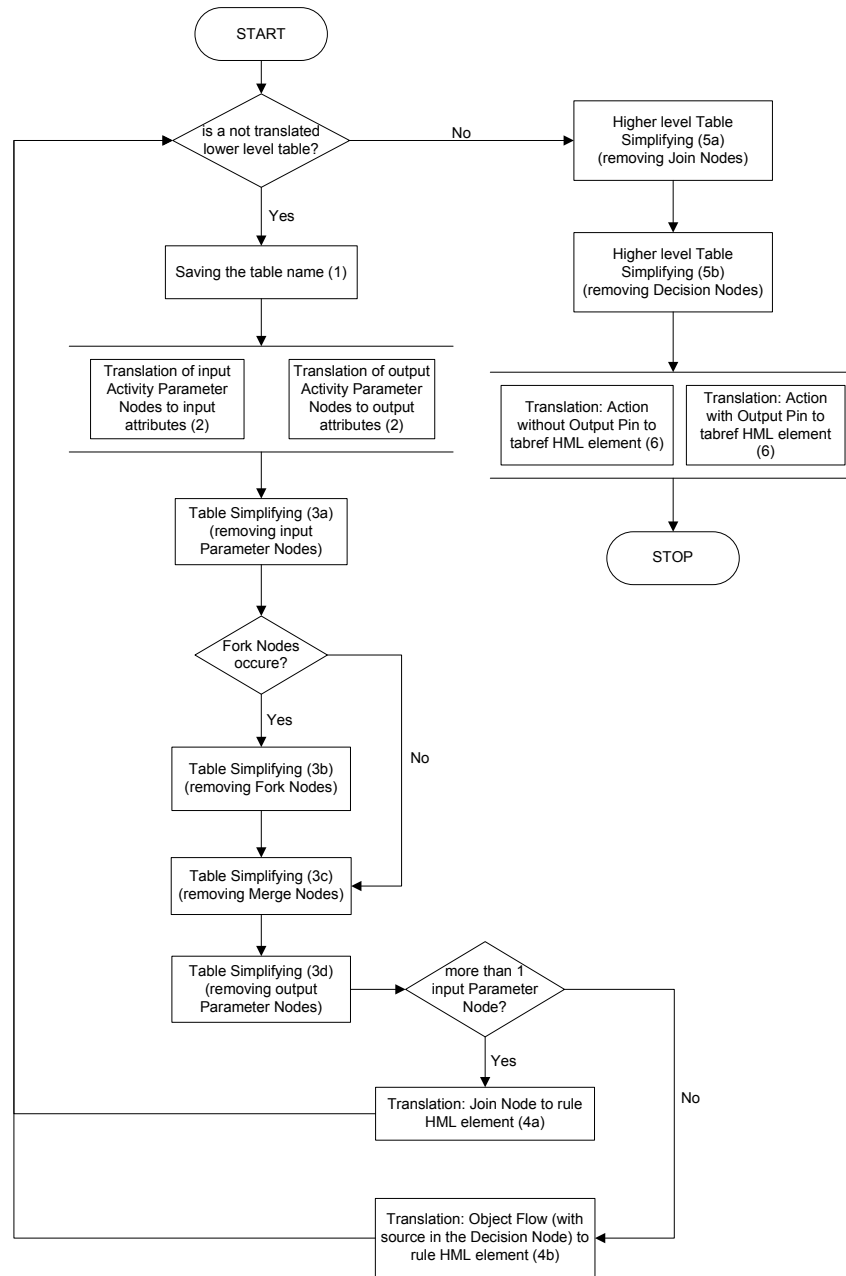 START
is a not translated
lower level table?
No
Higher level Table
Simplifying (5a)
(removing Join Nodes)
Yes
Saving the table name (1)
Higher level Table
Simplifying (5b)
(removing Decision Nodes)
Translation of input
Activity Parameter
Nodes to input
attributes (2)
Translation of output
Activity Parameter
Nodes to output
attributes (2)
Translation: Action
without Output Pin to
tabref HML element (6)
Translation: Action
with Output Pin to
tabref HML element
(6)
Table Simplifying (3a)
(removing input
Parameter Nodes)
STOP
Fork Nodes
occure?
Yes
No
Table Simplifying (3b)
(removing Fork Nodes)
Table Simplifying (3c)
(removing Merge Nodes)
Table Simplifying (3d)
(removing output
Parameter Nodes)
more than 1
input Parameter
Node?
Yes
No
Translation: Join Node to rule
HML element (4a)
Translation: Object Flow (with
source in the Decision Node) to
rule HML element (4b)